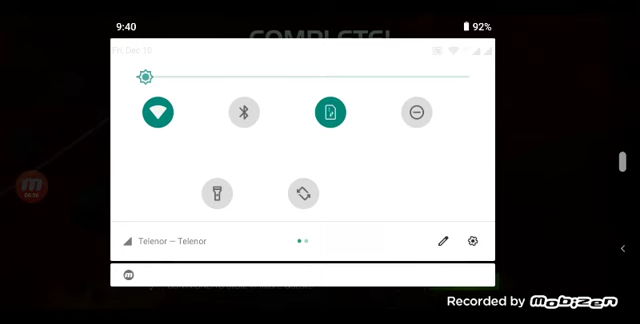 COMPLETE!
9:40
92%
Fri, Dec 10
Telenor — Telenor
Recorded by Mobizen